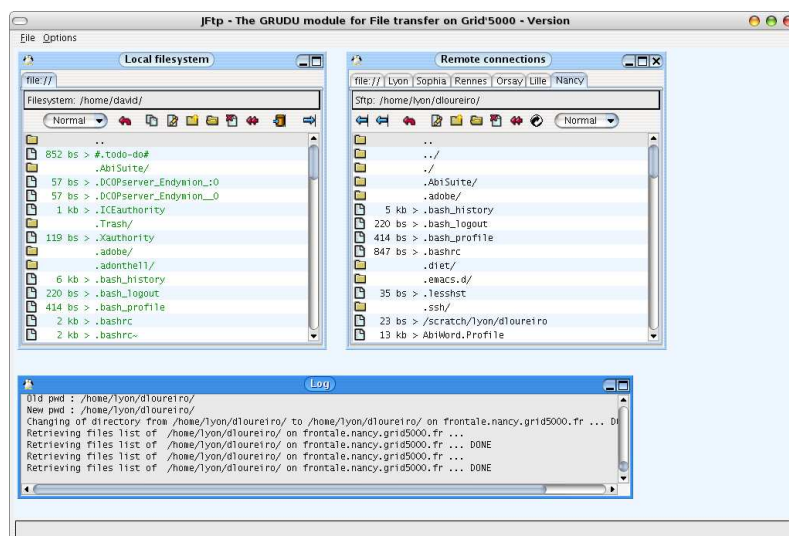 JFtp - The GRUDU module for File transfer on Grid'5000 - Version
File Options
Local filesystem
file://
Filesystem: /home/david/
Normal
..
852 bs > #.todo-do#
.AbiSuite/
57 bs > .DCOPserver_Endymion_:0
57 bs > .DCOPserver_Endymion__0
1 kb > .ICEauthority
.Trash/
119 bs > .Xauthority
.adobe/
.adonthell/
6 kb > .bash_history
220 bs > .bash_logout
414 bs > .bash_profile
2 kb > .bashrc
2 kb > .bashrc~
Remote connections
file:// Lyon Sophia Rennes Orsay Lille Nancy
Sftp: /home/lyon/dloureiro/
Normal
..
../
./
.AbiSuite/
.adobe/
5 kb > .bash_history
220 bs > .bash_logout
414 bs > .bash_profile
847 bs > .bashrc
.diet/
.emacs.d/
35 bs > .lesshst
.ssh/
23 bs > /scratch/lyon/dloureiro
13 kb > AbiWord.Profile
Log
Old pwd : /home/lyon/dloureiro/
New pwd : /home/lyon/dloureiro/
Changing of directory from /home/lyon/dloureiro/ to /home/lyon/dloureiro/ on frontale.nancy.grid5000.fr ...
Retrieving files list of /home/lyon/dloureiro/ on frontale.nancy.grid5000.fr ...
Retrieving files list of /home/lyon/dloureiro/ on frontale.nancy.grid5000.fr ... DONE
Retrieving files list of /home/lyon/dloureiro/ on frontale.nancy.grid5000.fr ...
Retrieving files list of /home/lyon/dloureiro/ on frontale.nancy.grid5000.fr ... DONE